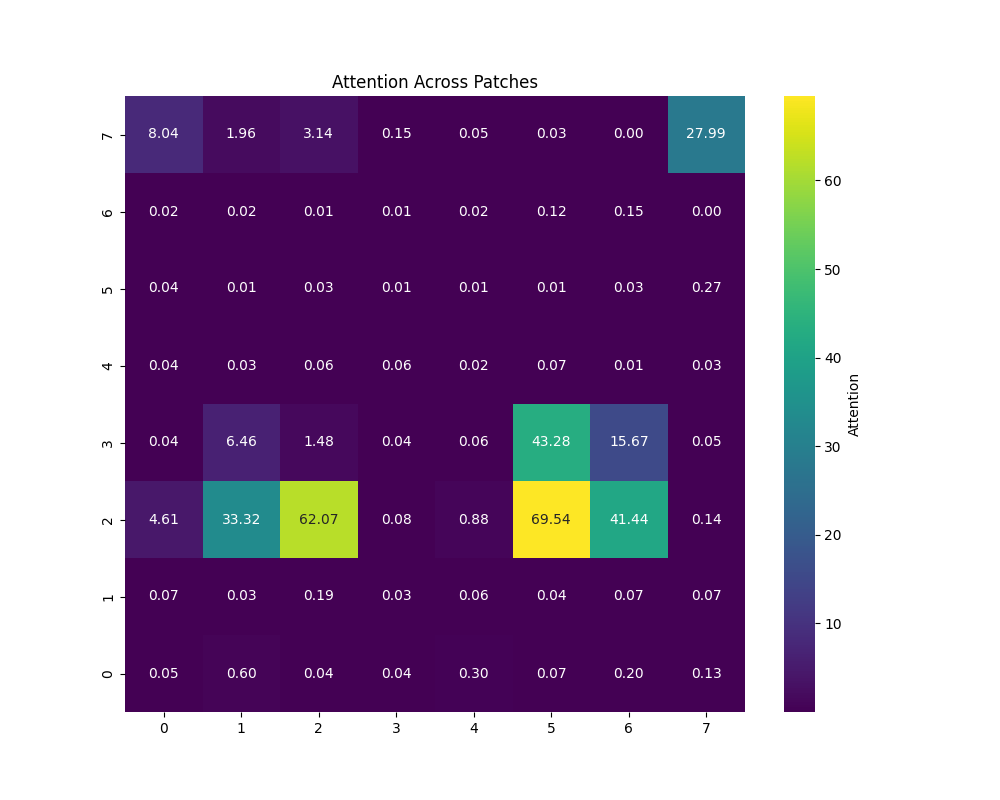 Attention Across Patches
7 8.04 1.96 3.14 0.15 0.05 0.03 0.00 27.99
6 0.02 0.02 0.01 0.01 0.02 0.12 0.15 0.00
5 0.04 0.01 0.03 0.01 0.01 0.01 0.03 0.27
4 0.04 0.03 0.06 0.06 0.02 0.07 0.01 0.03
3 0.04 6.46 1.48 0.04 0.06 43.28 15.67 0.05
2 4.61 33.32 62.07 0.08 0.88 69.54 41.44 0.14
1 0.07 0.03 0.19 0.03 0.06 0.04 0.07 0.07
0 0.05 0.60 0.04 0.04 0.30 0.07 0.20 0.13
0 1 2 3 4 5 6 7
60
50
40
30
20
10
Attention